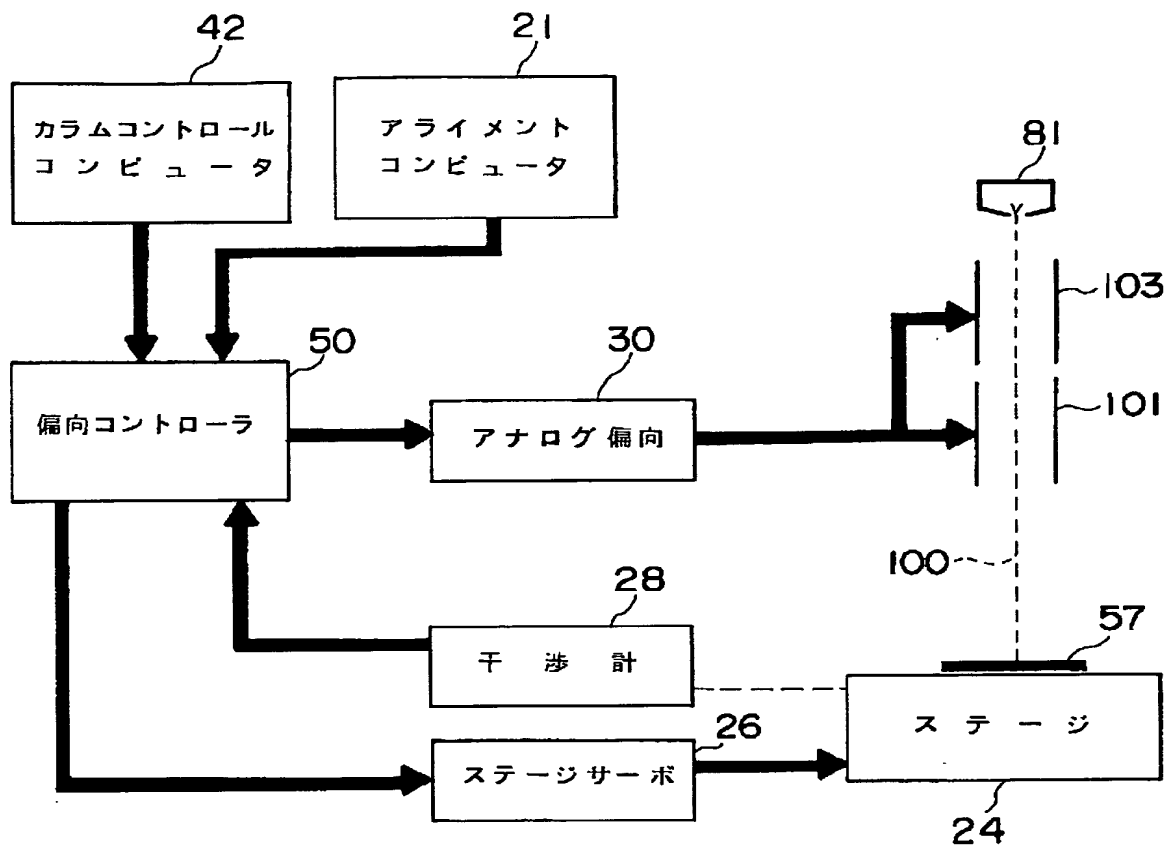 42
21
カラムコントロール
コンピュータ
アライメント
コンピュータ
81
103
50
30
偏向コントローラ
アナログ偏向
101
100
28
57
干渉計
ステージ
26
ステージサーボ
24